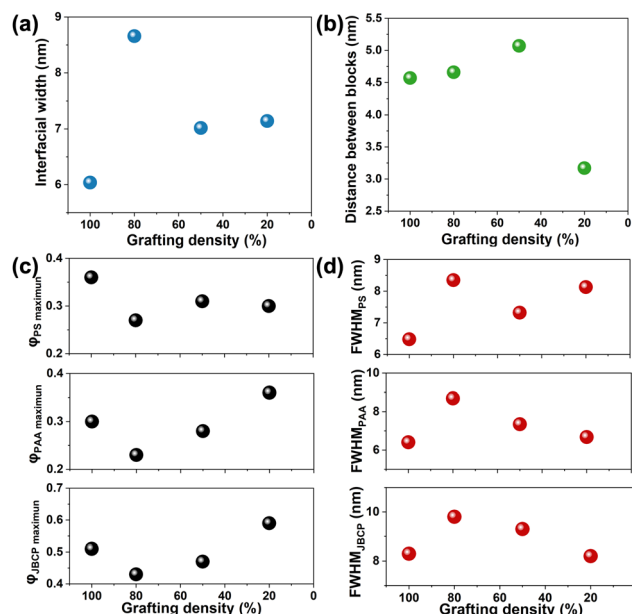 (a)
Interfacial width (nm)
9
8
7
6
100 80 60 40 20 0
Grafting density (%)
(b)
Distance between blocks (nm)
5.5
5.0
4.5
4.0
3.5
3.0
2.5
100 80 60 40 20 0
Grafting density (%)
(c)
φPS maximun
0.4
0.3
0.2
φPAA maximun
0.4
0.3
0.2
φJBCP maximun
0.7
0.6
0.5
0.4
100 80 60 40 20 0
Grafting density (%)
(d)
FWHMPS (nm)
9
8
7
6
FWHMPAA (nm)
10
8
6
FWHMJBCP (nm)
10
8
100 80 60 40 20 0
Grafting density (%)